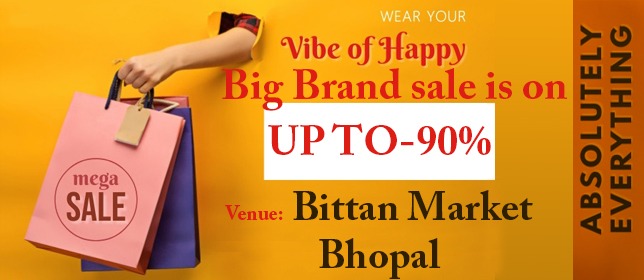 WEAR YOUR
Vibe of Happy
Big Brand sale is on
UP TO-90%
Venue: Bittan Market
Bhopal
mega
SALE
ABSOLUTELY
EVERYTHING